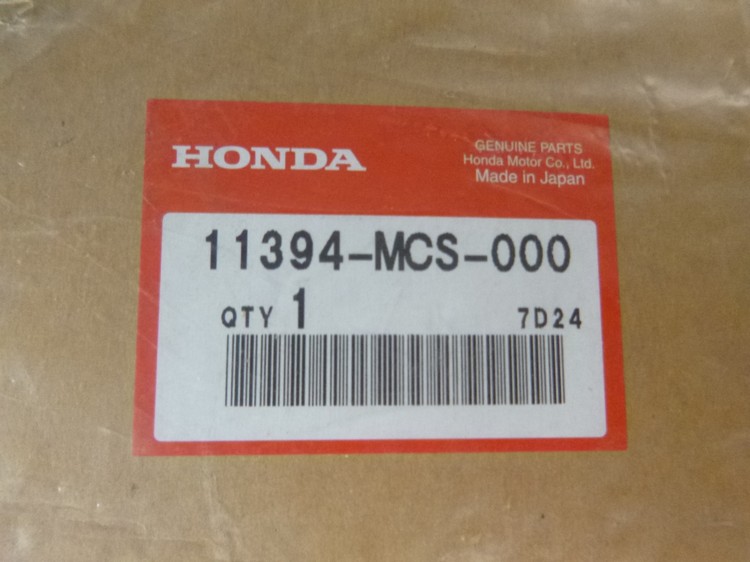 HONDA
GENUINE PARTS
Honda Motor Co., Ltd.
Made in Japan
11394-MCS-000
QTY 1 7D24